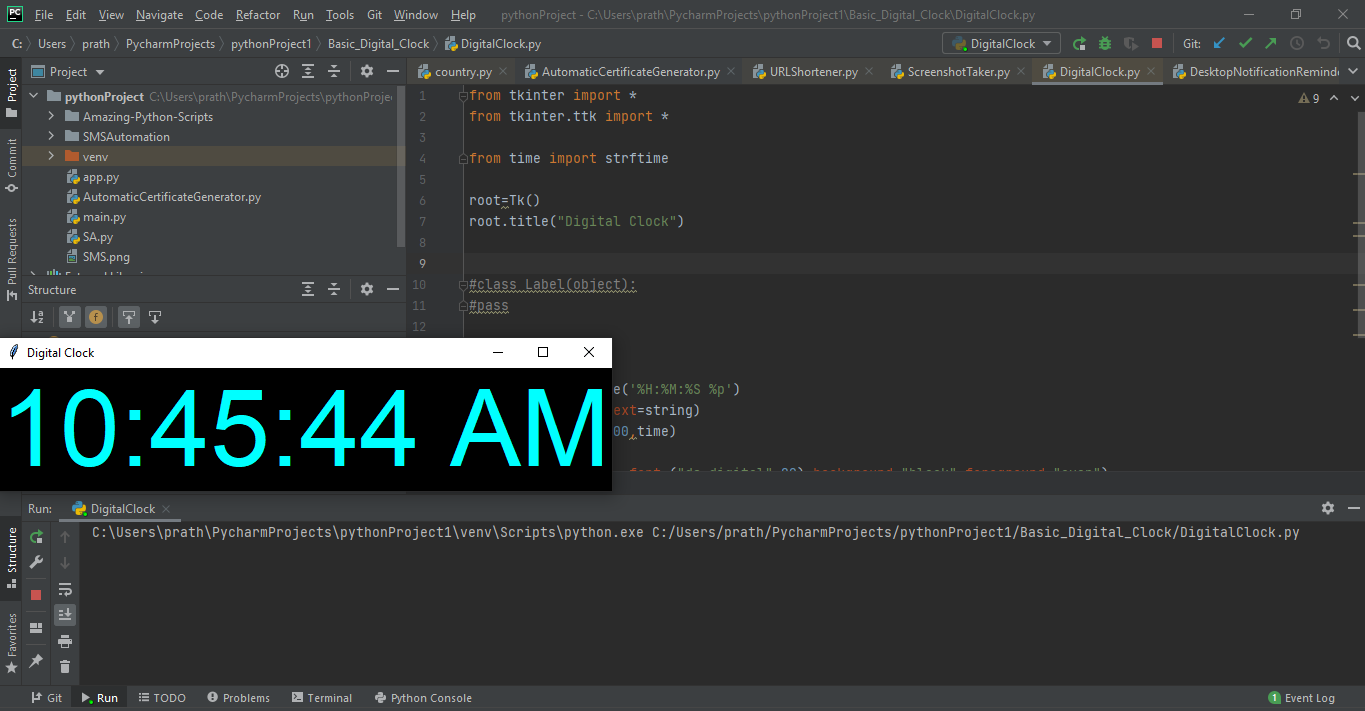 PC File Edit View Navigate Code Refactor Run Tools Git Window Help pythonProject - C:\Users\prath\PycharmProjects\pythonProject1\Basic_Digital_Clock\DigitalClock.py
C: Users prath PycharmProjects pythonProject1 Basic_Digital_Clock DigitalClock.py DigitalClock Git:
Project
Commit
Pull Requests
Project
pythonProject C:\Users\prath\PycharmProjects\pythonProje
Amazing-Python-Scripts
SMSAutomation
venv
app.py
AutomaticCertificateGenerator.py
main.py
SA.py
SMS.png
Structure
country.py AutomaticCertificateGenerator.py URLShortener.py ScreenshotTaker.py DigitalClock.py DesktopNotificationReminde
9
1 from tkinter import *
2 from tkinter.ttk import *
3
4 from time import strftime
5
6 root=Tk()
7 root.title("Digital Clock")
8
9
10 #class Label(object):
11 #pass
12
e('%H:%M:%S %p')
ext=string)
00,time)
Digital Clock
10:45:44 AM
Run: DigitalClock
C:\Users\prath\PycharmProjects\pythonProject1\venv\Scripts\python.exe C:/Users/prath/PycharmProjects/pythonProject1/Basic_Digital_Clock/DigitalClock.py
Structure
Favorites
Git Run TODO Problems Terminal Python Console 1 Event Log